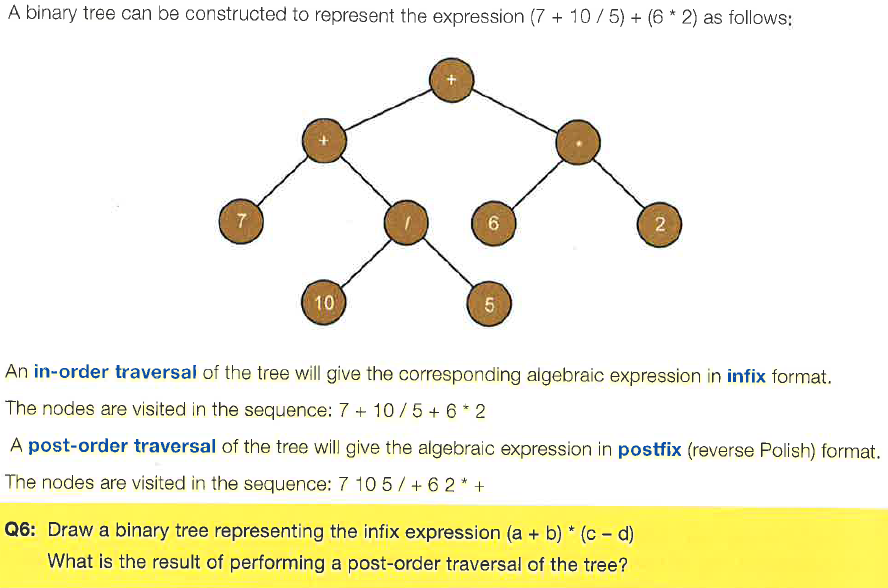 A binary tree can be constructed to represent the expression (7 + 10 / 5) + (6 * 2) as follows:
+
+
*
7
/
6
2
10
5
An in-order traversal of the tree will give the corresponding algebraic expression in infix format.
The nodes are visited in the sequence: 7 + 10 / 5 + 6 * 2
A post-order traversal of the tree will give the algebraic expression in postfix (reverse Polish) format.
The nodes are visited in the sequence: 7 10 5 / + 6 2 * +
Q6: Draw a binary tree representing the infix expression (a + b) * (c – d)
What is the result of performing a post-order traversal of the tree?